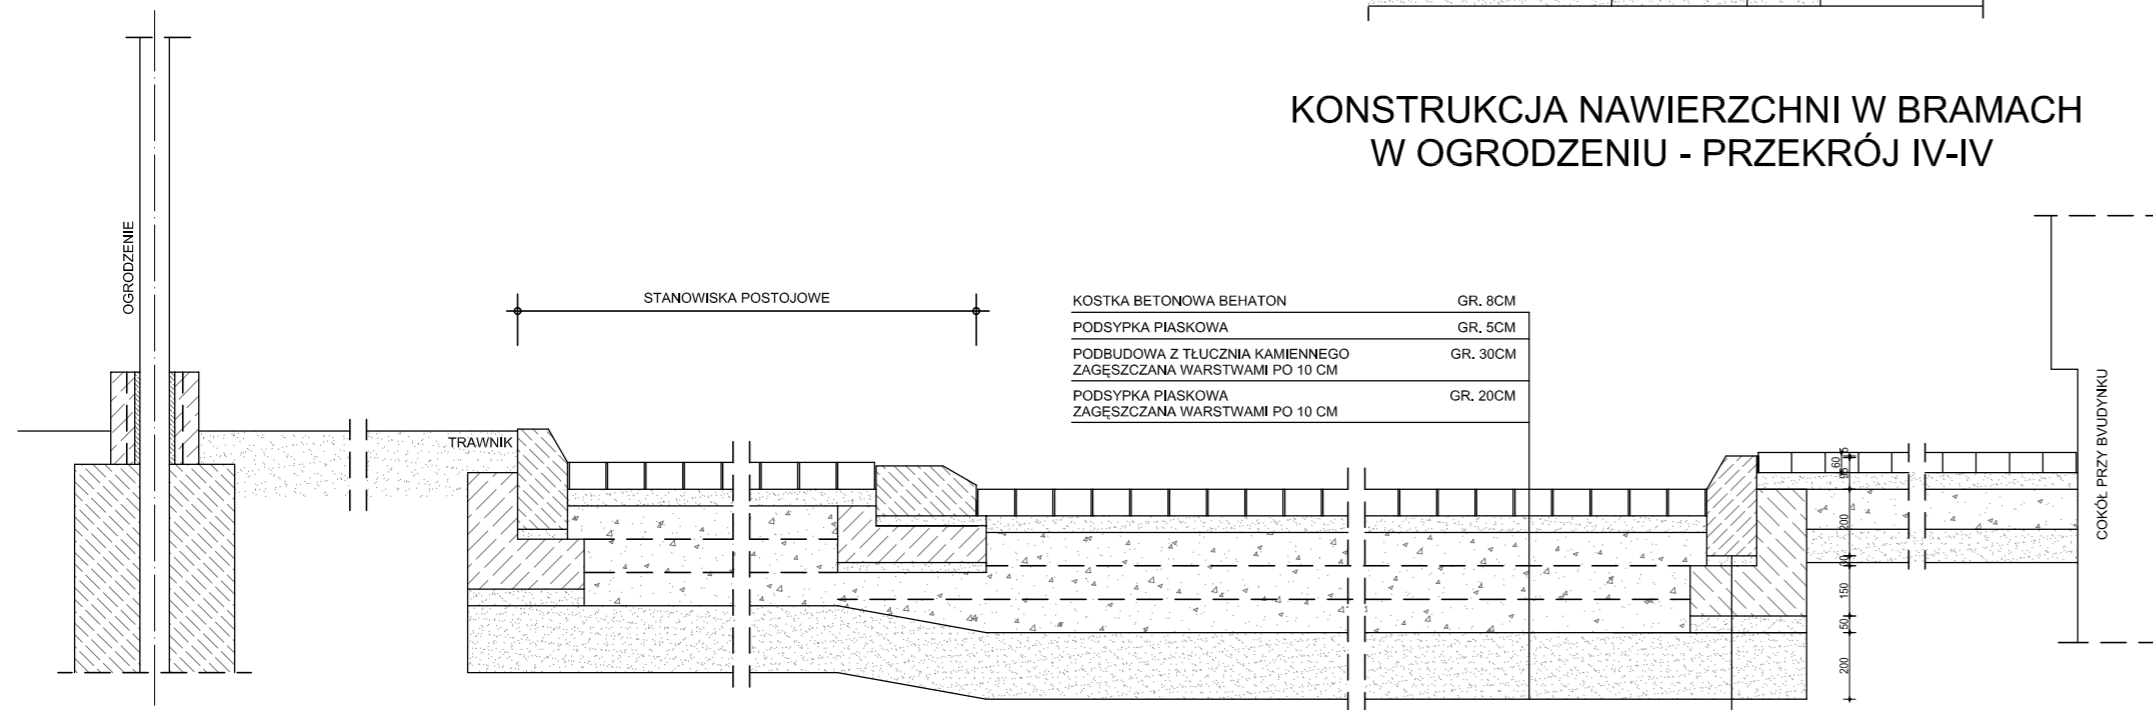 KONSTRUKCJA NAWIERZCHNI W BRAMACH
W OGRODZENIU - PRZEKRÓJ IV-IV
OGRODZENIE
STANOWISKA POSTOJOWE
KOSTKA BETONOWA BEHATON GR. 8CM
PODSYPKA PIASKOWA GR. 5CM
PODBUDOWA Z TŁUCZNIA KAMIENNEGO GR. 30CM
ZAGĘSZCZANA WARSTWAMI PO 10 CM
PODSYPKA PIASKOWA GR. 20CM
ZAGĘSZCZANA WARSTWAMI PO 10 CM
TRAWNIK
COKÓŁ PRZY BVUDYNKU
60
200
30
150
50
200